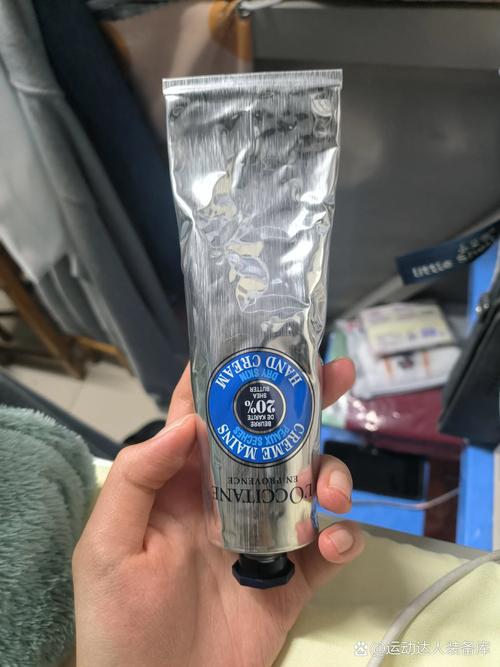 L'OCCITANE
EN PROVENCE
CRÈME MAINS
PEAUX SÈCHES
20%
BEURRE
DE KARITÉ
SHEA
BUTTER
DRY SKIN
HAND CREAM
little
运动达人装备库